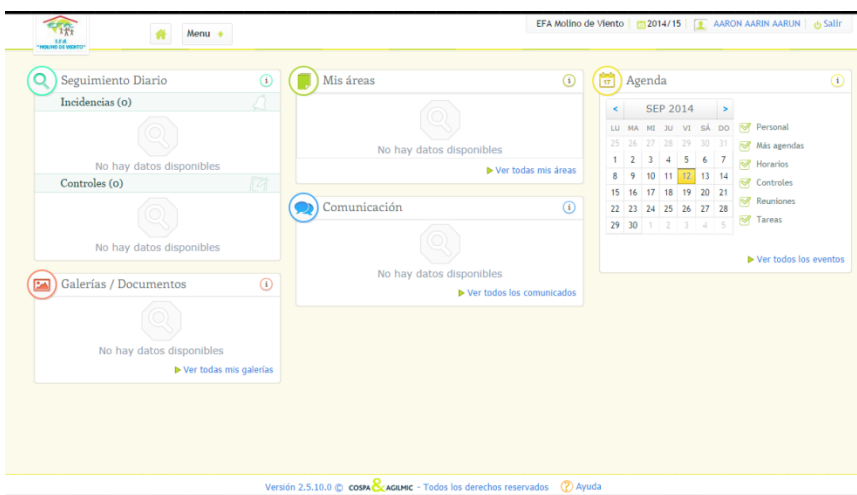 E.F.A.
"MOLINO DE VIENTO"
Menu
EFA Molino de Viento
2014/15
AARON AARIN AARUN
Salir
Seguimiento Diario
Incidencias (0)
No hay datos disponibles
Controles (0)
No hay datos disponibles
Galerías / Documentos
No hay datos disponibles
Ver todas mis galerías
Mis áreas
No hay datos disponibles
Ver todas mis áreas
Comunicación
No hay datos disponibles
Ver todos los comunicados
17
Agenda
< SEP 2014 >
LU MA MI JU VI SÁ DO
25 26 27 28 29 30 31
1 2 3 4 5 6 7
8 9 10 11 12 13 14
15 16 17 18 19 20 21
22 23 24 25 26 27 28
29 30 1 2 3 4 5
Personal
Más agendas
Horarios
Controles
Reuniones
Tareas
Ver todos los eventos
Versión 2.5.10.0 © COSPA & AGILMIC - Todos los derechos reservados ? Ayuda